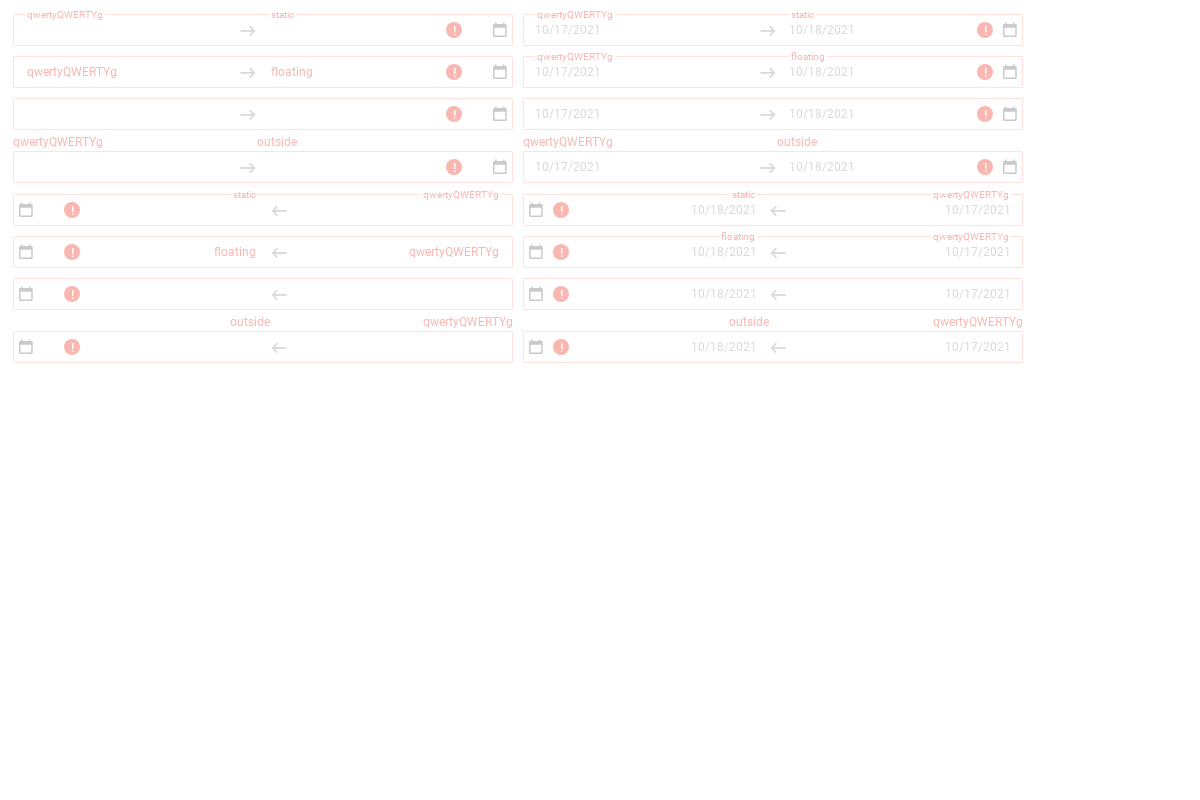 qwertyQWERTYg static qwertyQWERTYg static
10/17/2021 10/18/2021
qwertyQWERTYg floating
qwertyQWERTYg floating 10/17/2021 10/18/2021
10/17/2021 10/18/2021
qwertyQWERTYg outside qwertyQWERTYg outside
10/17/2021 10/18/2021
static qwertyQWERTYg static qwertyQWERTYg
10/18/2021 10/17/2021
floating qwertyQWERTYg
floating qwertyQWERTYg 10/18/2021 10/17/2021
10/18/2021 10/17/2021
outside qwertyQWERTYg outside qwertyQWERTYg
10/18/2021 10/17/2021